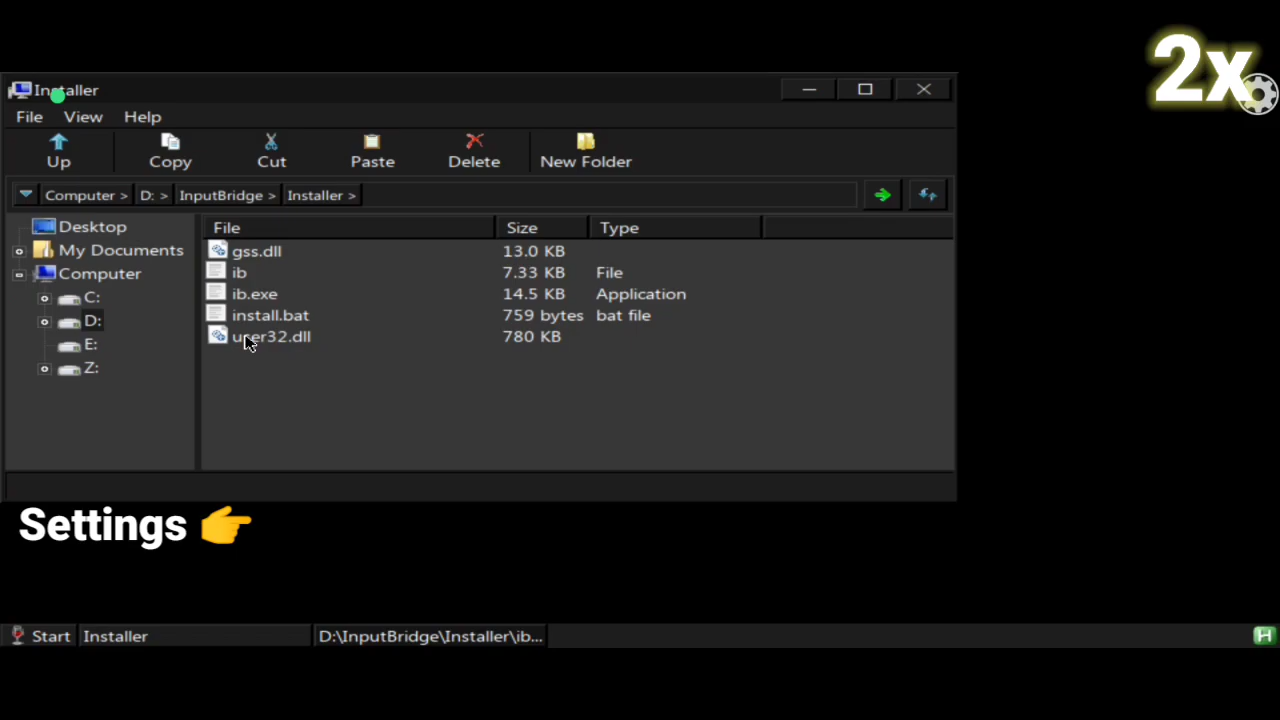 2x
Installer
File View Help
Up Copy Cut Paste Delete New Folder
Computer > D: > InputBridge > Installer >
Desktop
My Documents
Computer
C:
D:
E:
Z:
File Size Type
gss.dll 13.0 KB
ib 7.33 KB File
ib.exe 14.5 KB Application
install.bat 759 bytes bat file
user32.dll 780 KB
Settings 👉
Start Installer D:\InputBridge\Installer\ib...
H